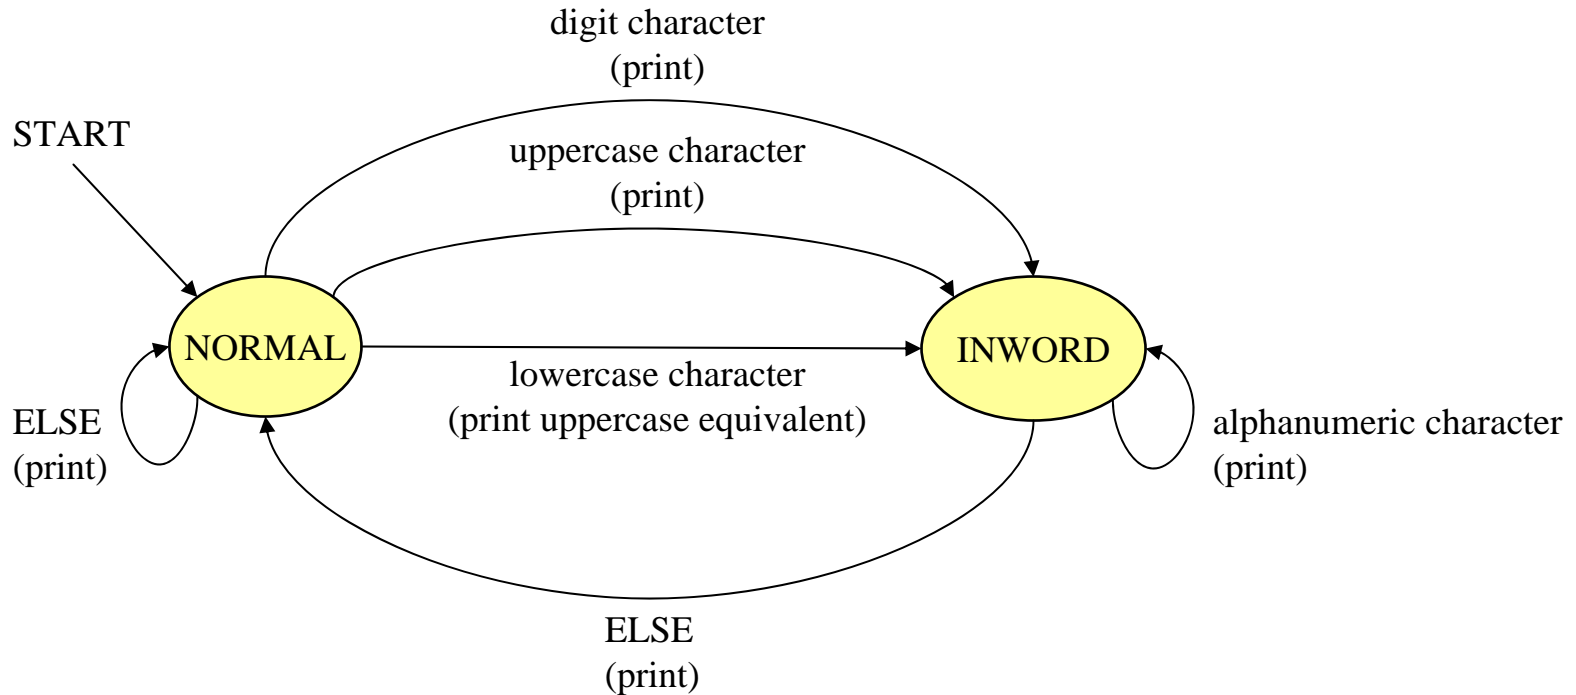 digit character
(print)
START
uppercase character
(print)
NORMAL
INWORD
lowercase character
(print uppercase equivalent)
ELSE
(print)
alphanumeric character
(print)
ELSE
(print)